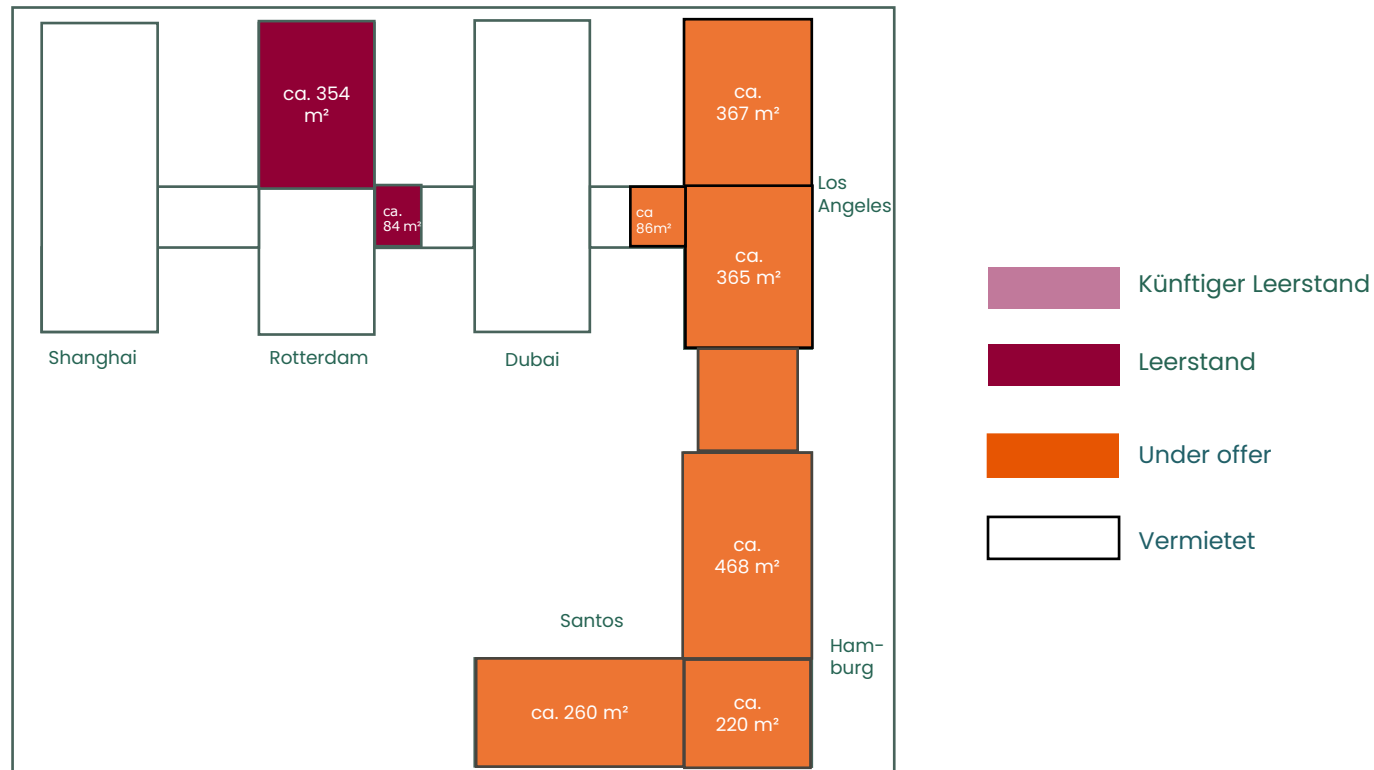 ca. 354
m²
ca.
84 m²
ca.
367 m²
ca
86m²
ca.
365 m²
Los
Angeles
Shanghai
Rotterdam
Dubai
ca.
468 m²
Santos
Ham-
burg
ca. 260 m²
ca.
220 m²
Künftiger Leerstand
Leerstand
Under offer
Vermietet